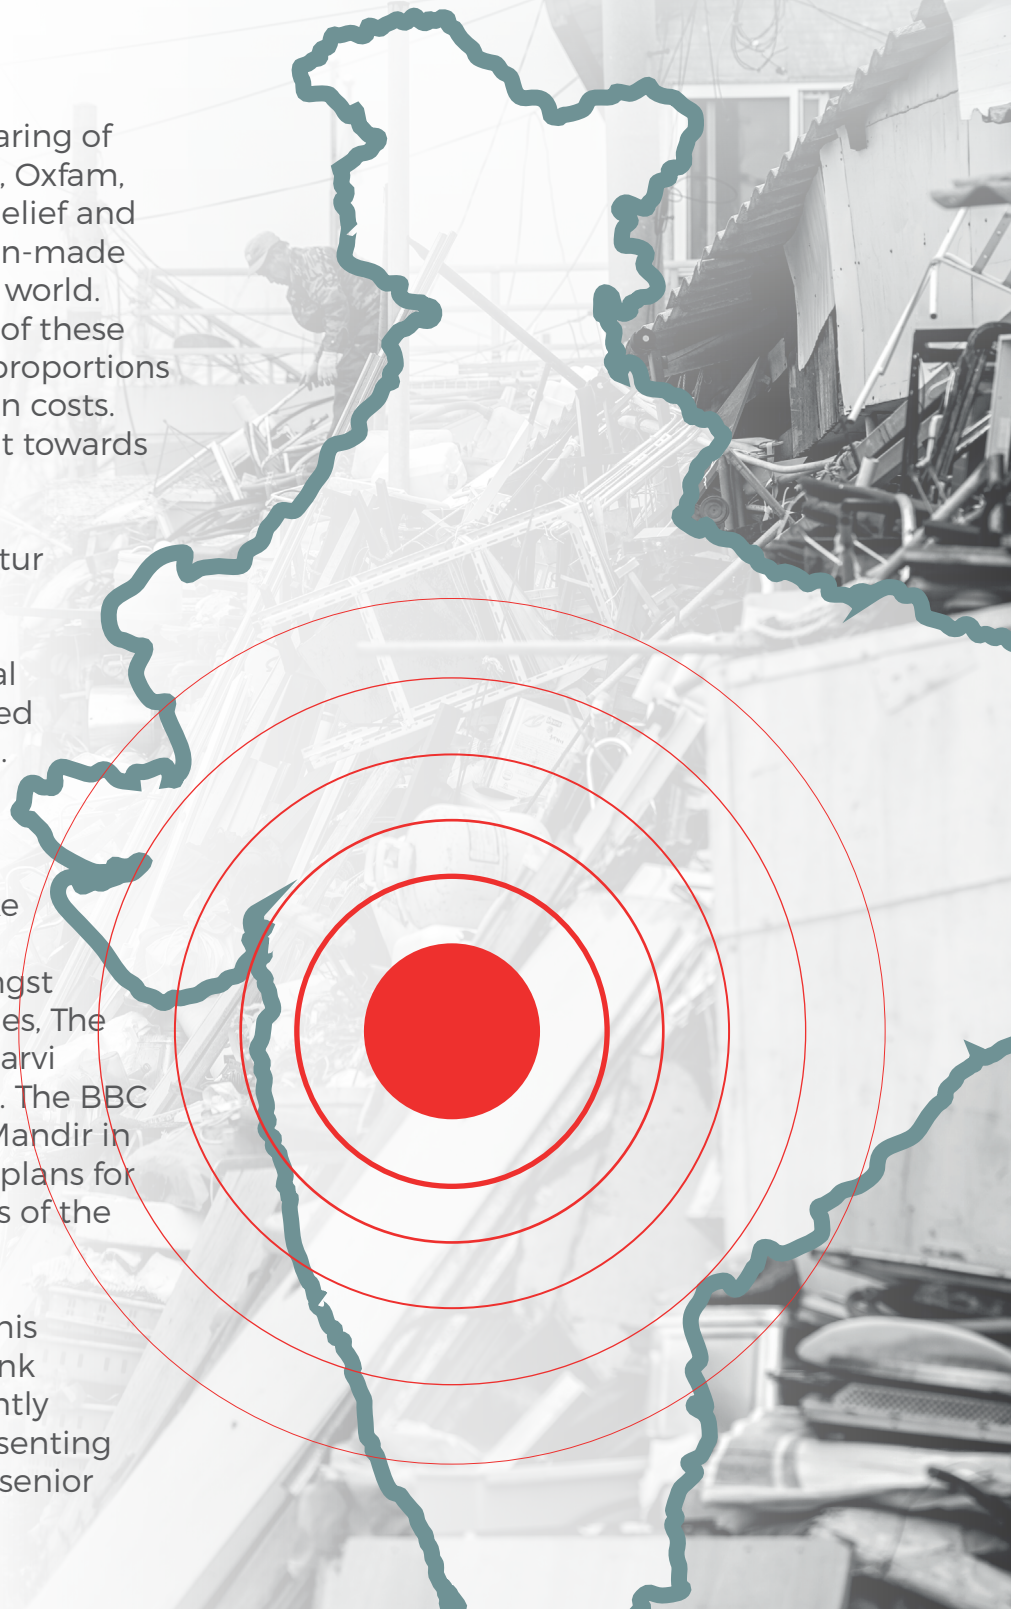 aring of
, Oxfam,
elief and
n-made
world.
of these
proportions
n costs.
t towards
tur
al
ed
.
e
ngst
es, The
arvi
. The BBC
Mandir in
plans for
s of the
his
nk
ntly
senting
senior